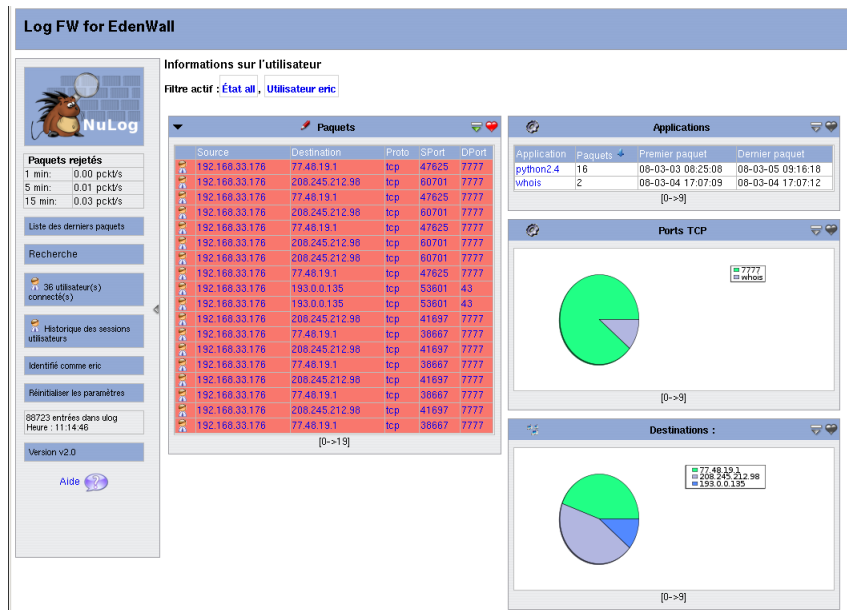 Log FW for EdenWall
NuLog
Paquets rejetés
1 min: 0.00 pckt/s
5 min: 0.01 pckt/s
15 min: 0.03 pckt/s
Liste des derniers paquets
Recherche
36 utilisateur(s)
connecté(s)
Historique des sessions
utilisateurs
Identifié comme eric
Réinitialiser les paramètres
88723 entrées dans ulog
Heure : 11:14:46
Version v2.0
Aide
Informations sur l'utilisateur
Filtre actif : État all , Utilisateur eric
Paquets
Source Destination Proto SPort DPort
192.168.33.176 77.48.19.1 tcp 47625 7777
192.168.33.176 208.245.212.98 tcp 60701 7777
192.168.33.176 77.48.19.1 tcp 47625 7777
192.168.33.176 208.245.212.98 tcp 60701 7777
192.168.33.176 77.48.19.1 tcp 47625 7777
192.168.33.176 208.245.212.98 tcp 60701 7777
192.168.33.176 208.245.212.98 tcp 60701 7777
192.168.33.176 77.48.19.1 tcp 47625 7777
192.168.33.176 193.0.0.135 tcp 53601 43
192.168.33.176 193.0.0.135 tcp 53601 43
192.168.33.176 208.245.212.98 tcp 41697 7777
192.168.33.176 77.48.19.1 tcp 38667 7777
192.168.33.176 208.245.212.98 tcp 41697 7777
192.168.33.176 77.48.19.1 tcp 38667 7777
192.168.33.176 208.245.212.98 tcp 41697 7777
192.168.33.176 77.48.19.1 tcp 38667 7777
192.168.33.176 208.245.212.98 tcp 41697 7777
192.168.33.176 77.48.19.1 tcp 38667 7777
[0->19]
Applications
Application Paquets Premier paquet Dernier paquet
python2.4 16 08-03-03 08:25:08 08-03-05 09:16:18
whois 2 08-03-04 17:07:09 08-03-04 17:07:12
[0->9]
Ports TCP
7777
whois
[0->9]
Destinations :
77.48.19.1
208.245.212.98
193.0.0.135
[0->9]